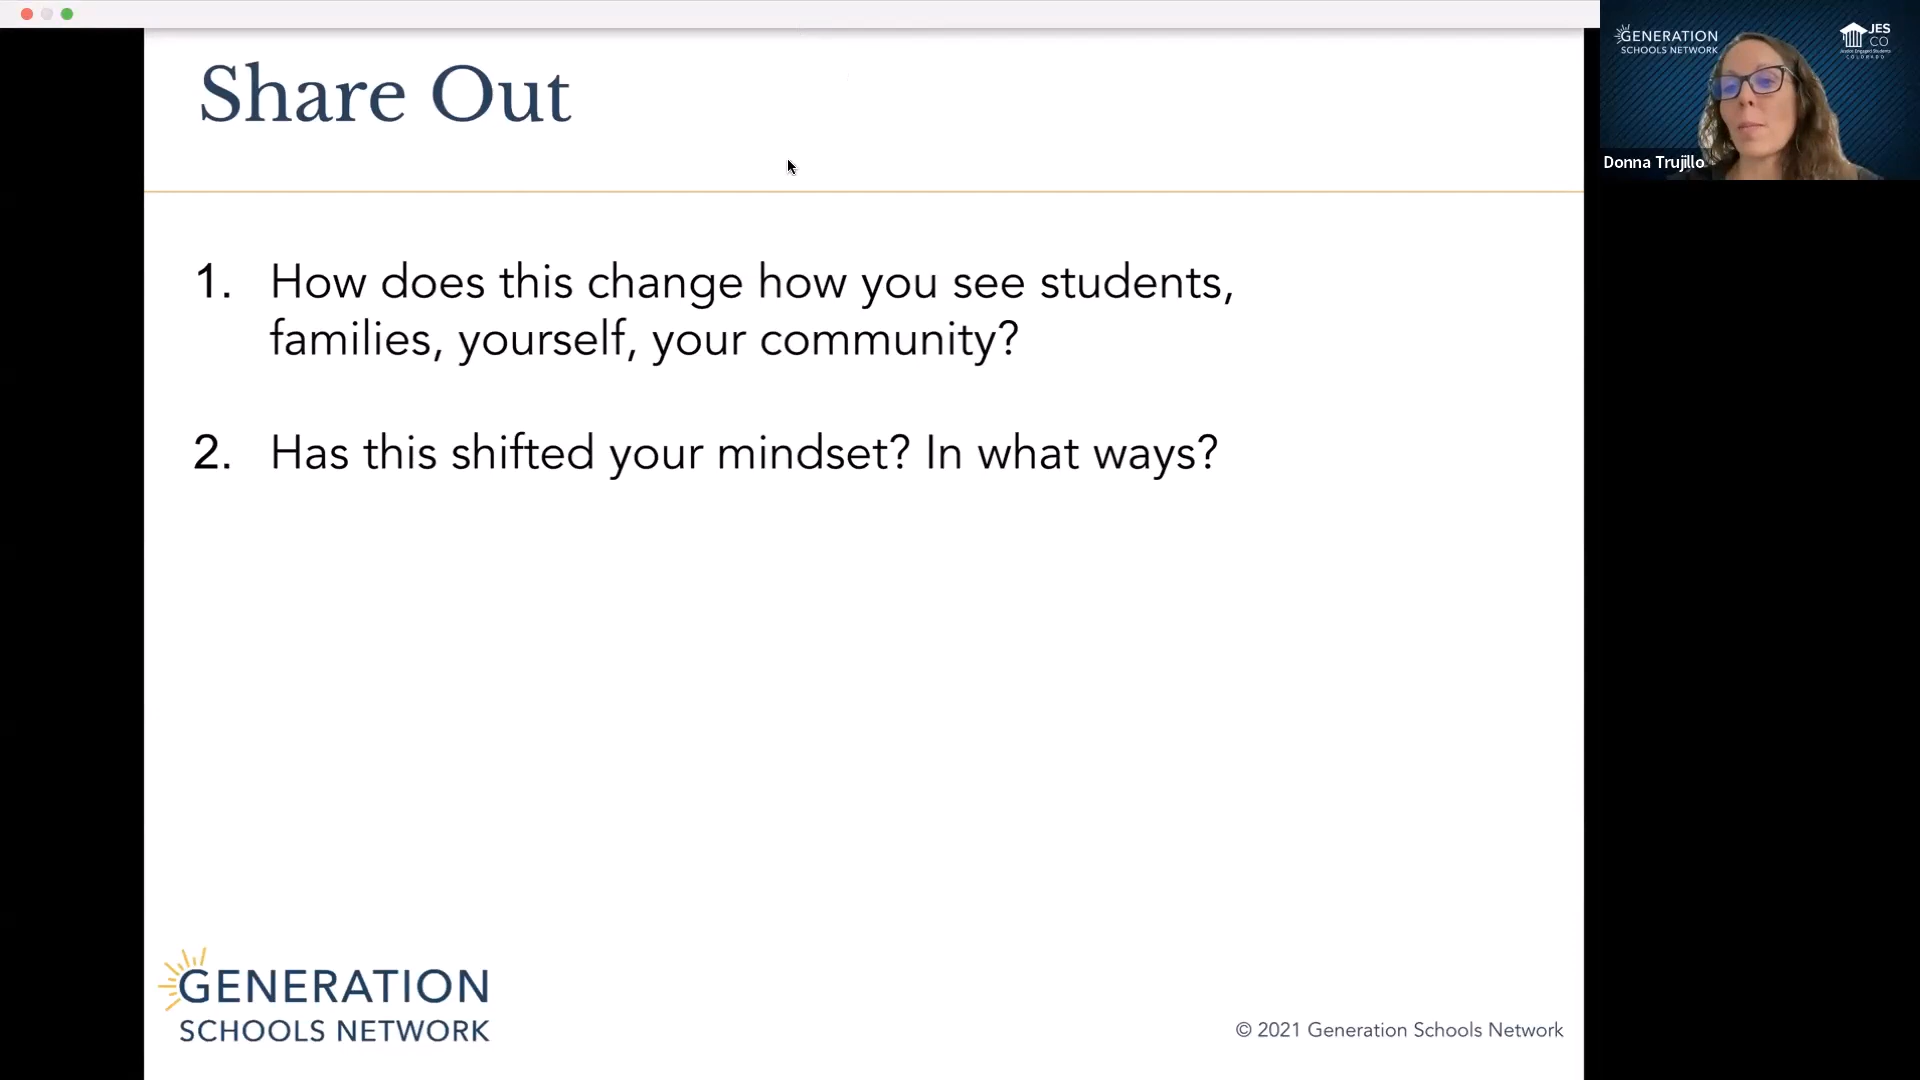 Share Out
1. How does this change how you see students,
families, yourself, your community?
2. Has this shifted your mindset? In what ways?
GENERATION
SCHOOLS NETWORK
© 2021 Generation Schools Network
GENERATION
SCHOOLS NETWORK
JES
CO
COLORADO
Donna Trujillo